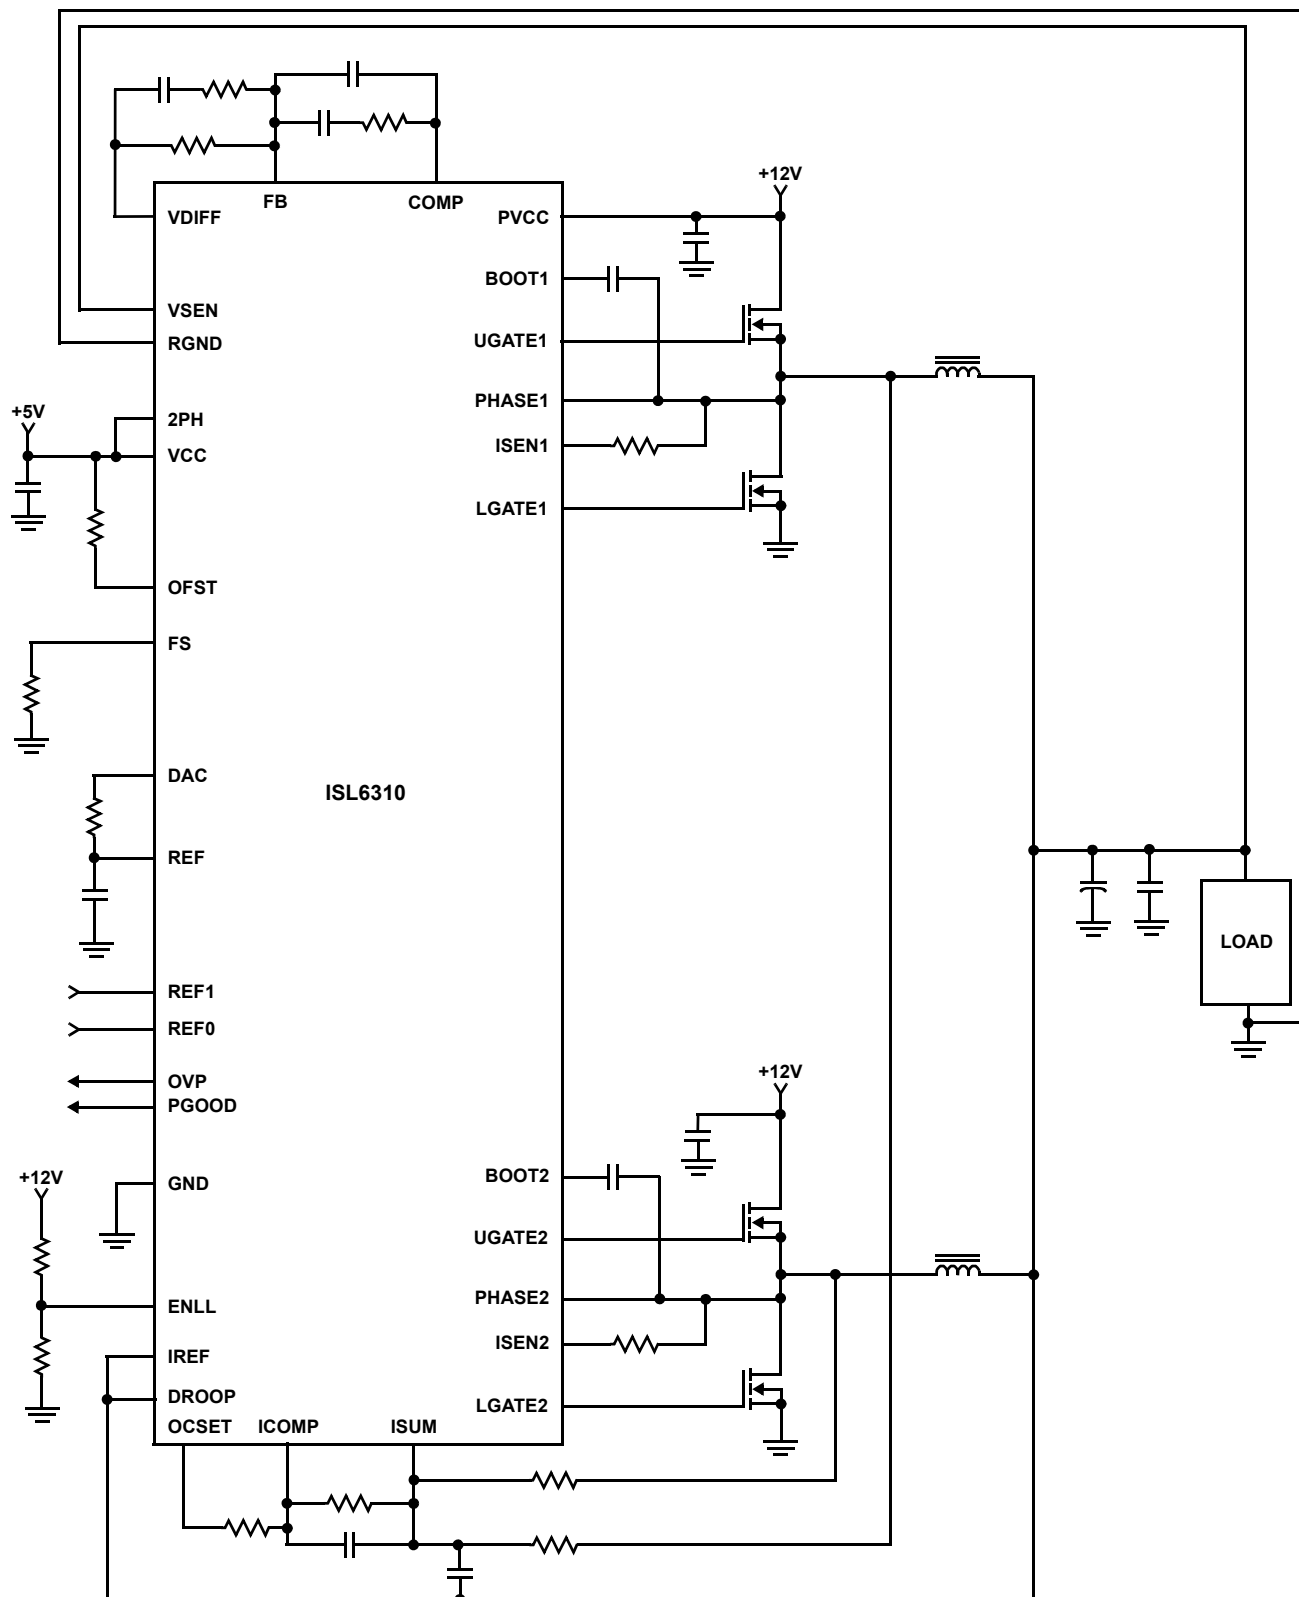 +12V
FB
COMP
VDIFF
PVCC
BOOT1
VSEN
RGND
UGATE1
+5V
2PH
PHASE1
VCC
ISEN1
LGATE1
OFST
FS
DAC
ISL6310
REF
LOAD
REF1
REF0
+12V
OVP
PGOOD
+12V
GND
BOOT2
UGATE2
ENLL
PHASE2
ISEN2
IREF
DROOP
LGATE2
OCSET
ICOMP
ISUM